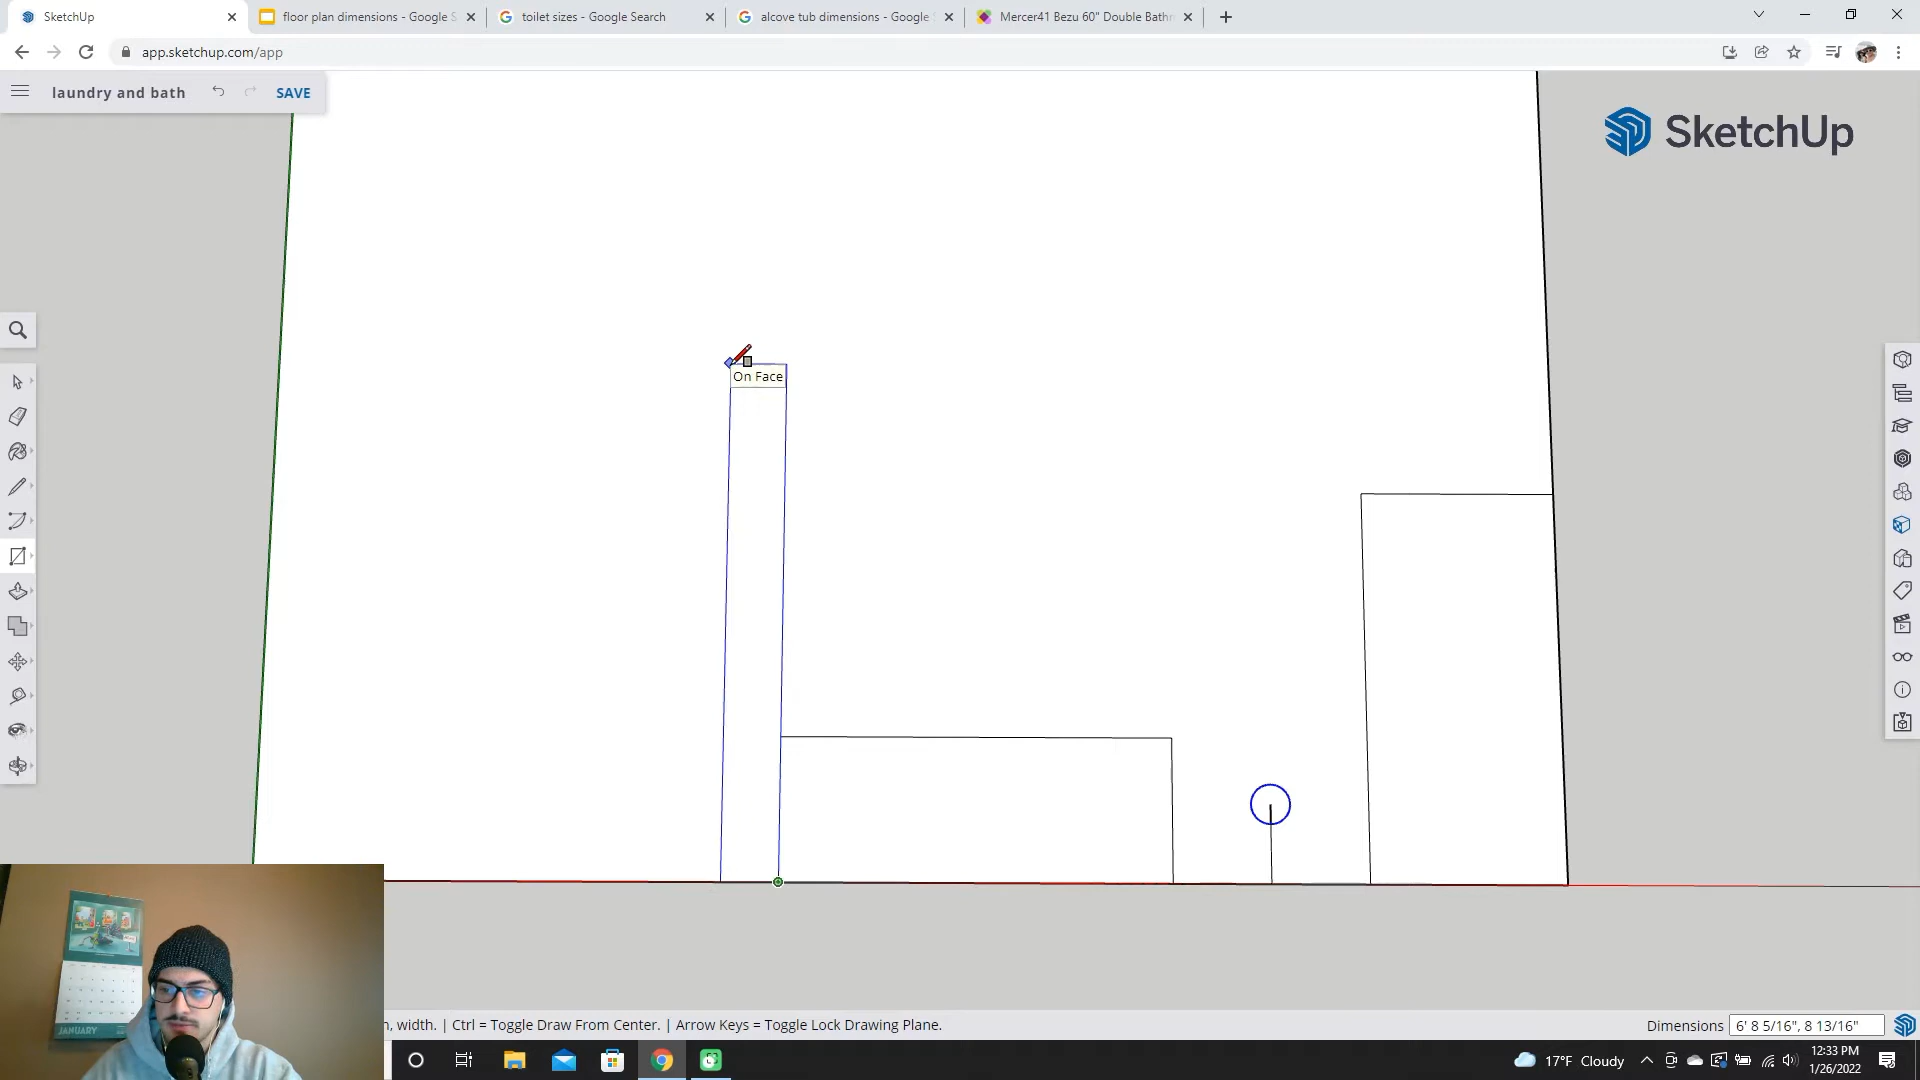 SketchUp
floor plan dimensions - Google S
toilet sizes - Google Search
alcove tub dimensions - Google
Mercer41 Bezu 60" Double Bath
app.sketchup.com/app
laundry and bath
SAVE
SketchUp
On Face
JANUARY
width. | Ctrl = Toggle Draw From Center. | Arrow Keys = Toggle Lock Drawing Plane.
Dimensions
6' 8 5/16", 8 13/16"
17°F Cloudy
12:33 PM
1/26/2022